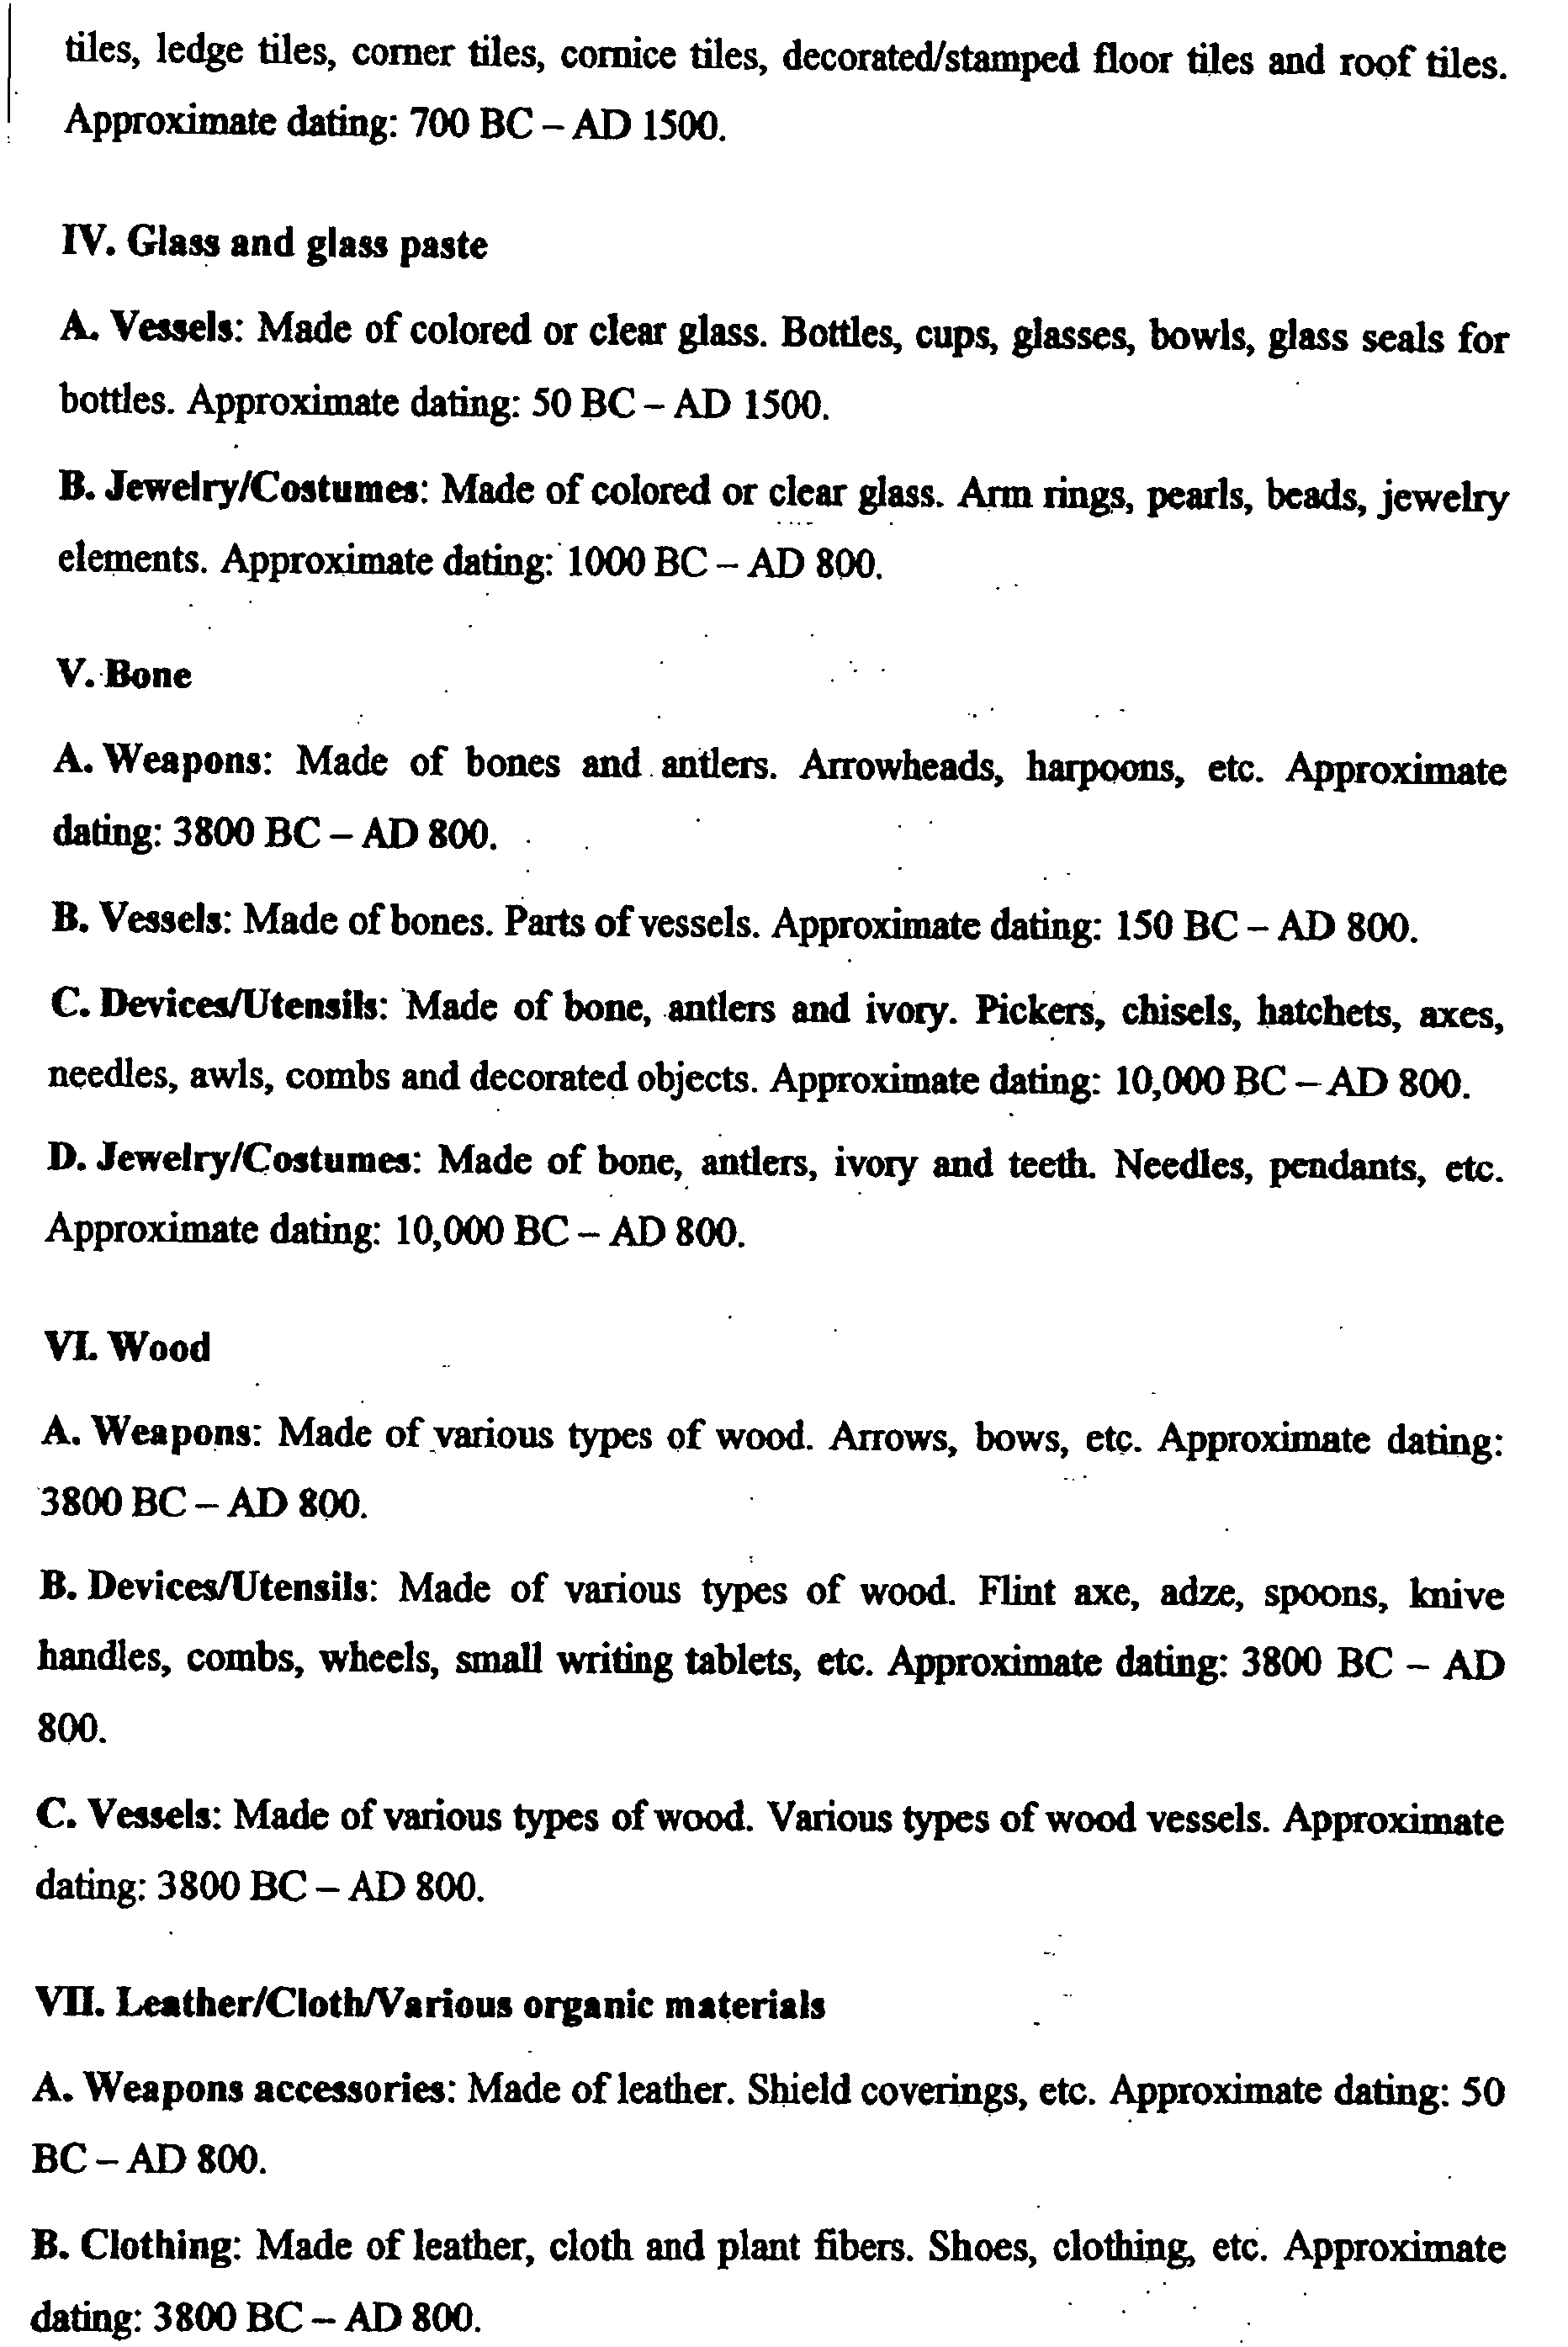 tiles, ledge tiles, corner tiles, cornice tiles, decorated/stamped floor tiles and roof tiles.
Approximate dating: 700 BC – AD 1500.
IV. Glass and glass paste
A. Vessels: Made of colored or clear glass. Bottles, cups, glasses, bowls, glass seals for
bottles. Approximate dating: 50 BC – AD 1500.
B. Jewelry/Costumes: Made of colored or clear glass. Arm rings, pearls, beads, jewelry
elements. Approximate dating: 1000 BC – AD 800.
V. Bone
A. Weapons: Made of bones and antlers. Arrowheads, harpoons, etc. Approximate
dating: 3800 BC – AD 800.
B. Vessels: Made of bones. Parts of vessels. Approximate dating: 150 BC – AD 800.
C. Devices/Utensils: Made of bone, antlers and ivory. Pickers, chisels, hatchets, axes,
needles, awls, combs and decorated objects. Approximate dating: 10,000 BC – AD 800.
D. Jewelry/Costumes: Made of bone, antlers, ivory and teeth. Needles, pendants, etc.
Approximate dating: 10,000 BC – AD 800.
VI. Wood
A. Weapons: Made of various types of wood. Arrows, bows, etc. Approximate dating:
3800 BC – AD 800.
B. Devices/Utensils: Made of various types of wood. Flint axe, adze, spoons, knive
handles, combs, wheels, small writing tablets, etc. Approximate dating: 3800 BC – AD
800.
C. Vessels: Made of various types of wood. Various types of wood vessels. Approximate
dating: 3800 BC – AD 800.
VII. Leather/Cloth/Various organic materials
A. Weapons accessories: Made of leather. Shield coverings, etc. Approximate dating: 50
BC – AD 800.
B. Clothing: Made of leather, cloth and plant fibers. Shoes, clothing, etc. Approximate
dating: 3800 BC – AD 800.